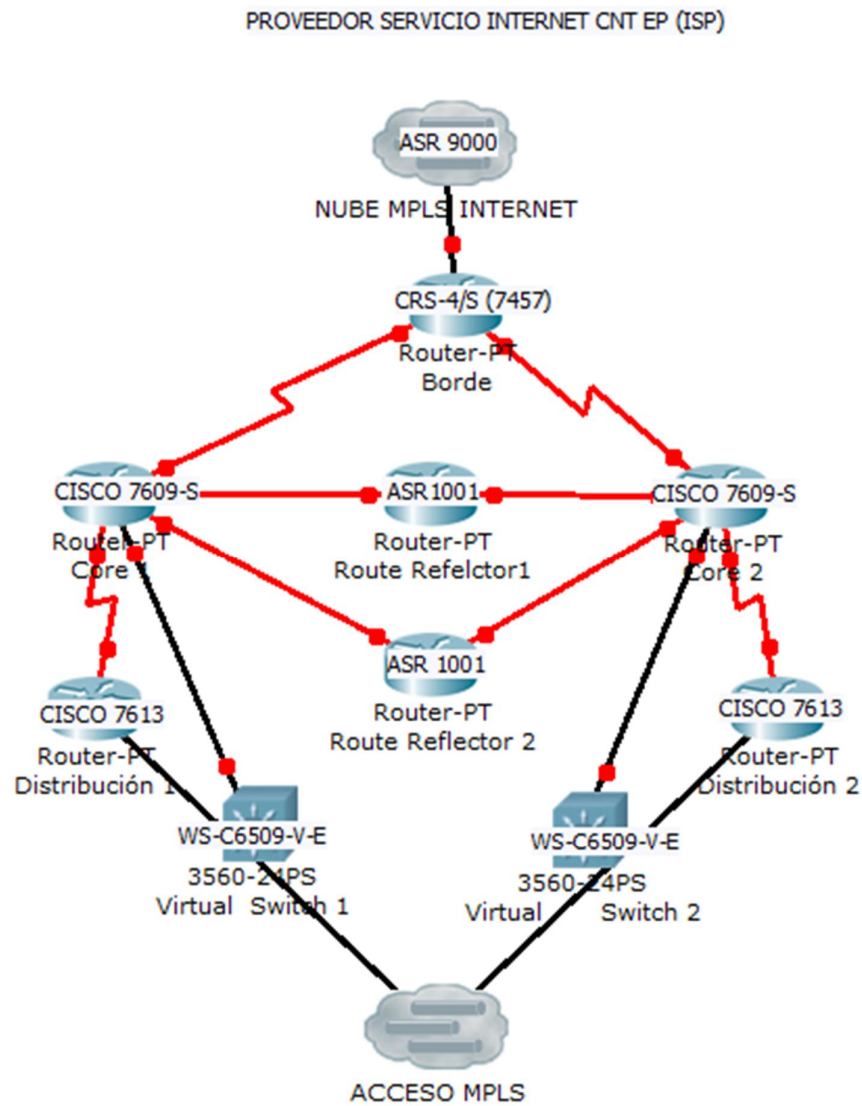 PROVEEDOR SERVICIO INTERNET CNT EP (ISP)
ASR 9000
NUBE MPLS INTERNET
CRS-4/S (7457)
Router-PT
Borde
CISCO 7609-S
Router-PT
Core 1
ASR1001
Router-PT
Route Refelctor1
CISCO 7609-S
Router-PT
Core 2
ASR 1001
Router-PT
Route Reflector 2
CISCO 7613
Router-PT
Distribución 1
CISCO 7613
Router-PT
Distribución 2
WS-C6509-V-E
3560-24PS
Virtual Switch 1
WS-C6509-V-E
3560-24PS
Virtual Switch 2
ACCESO MPLS